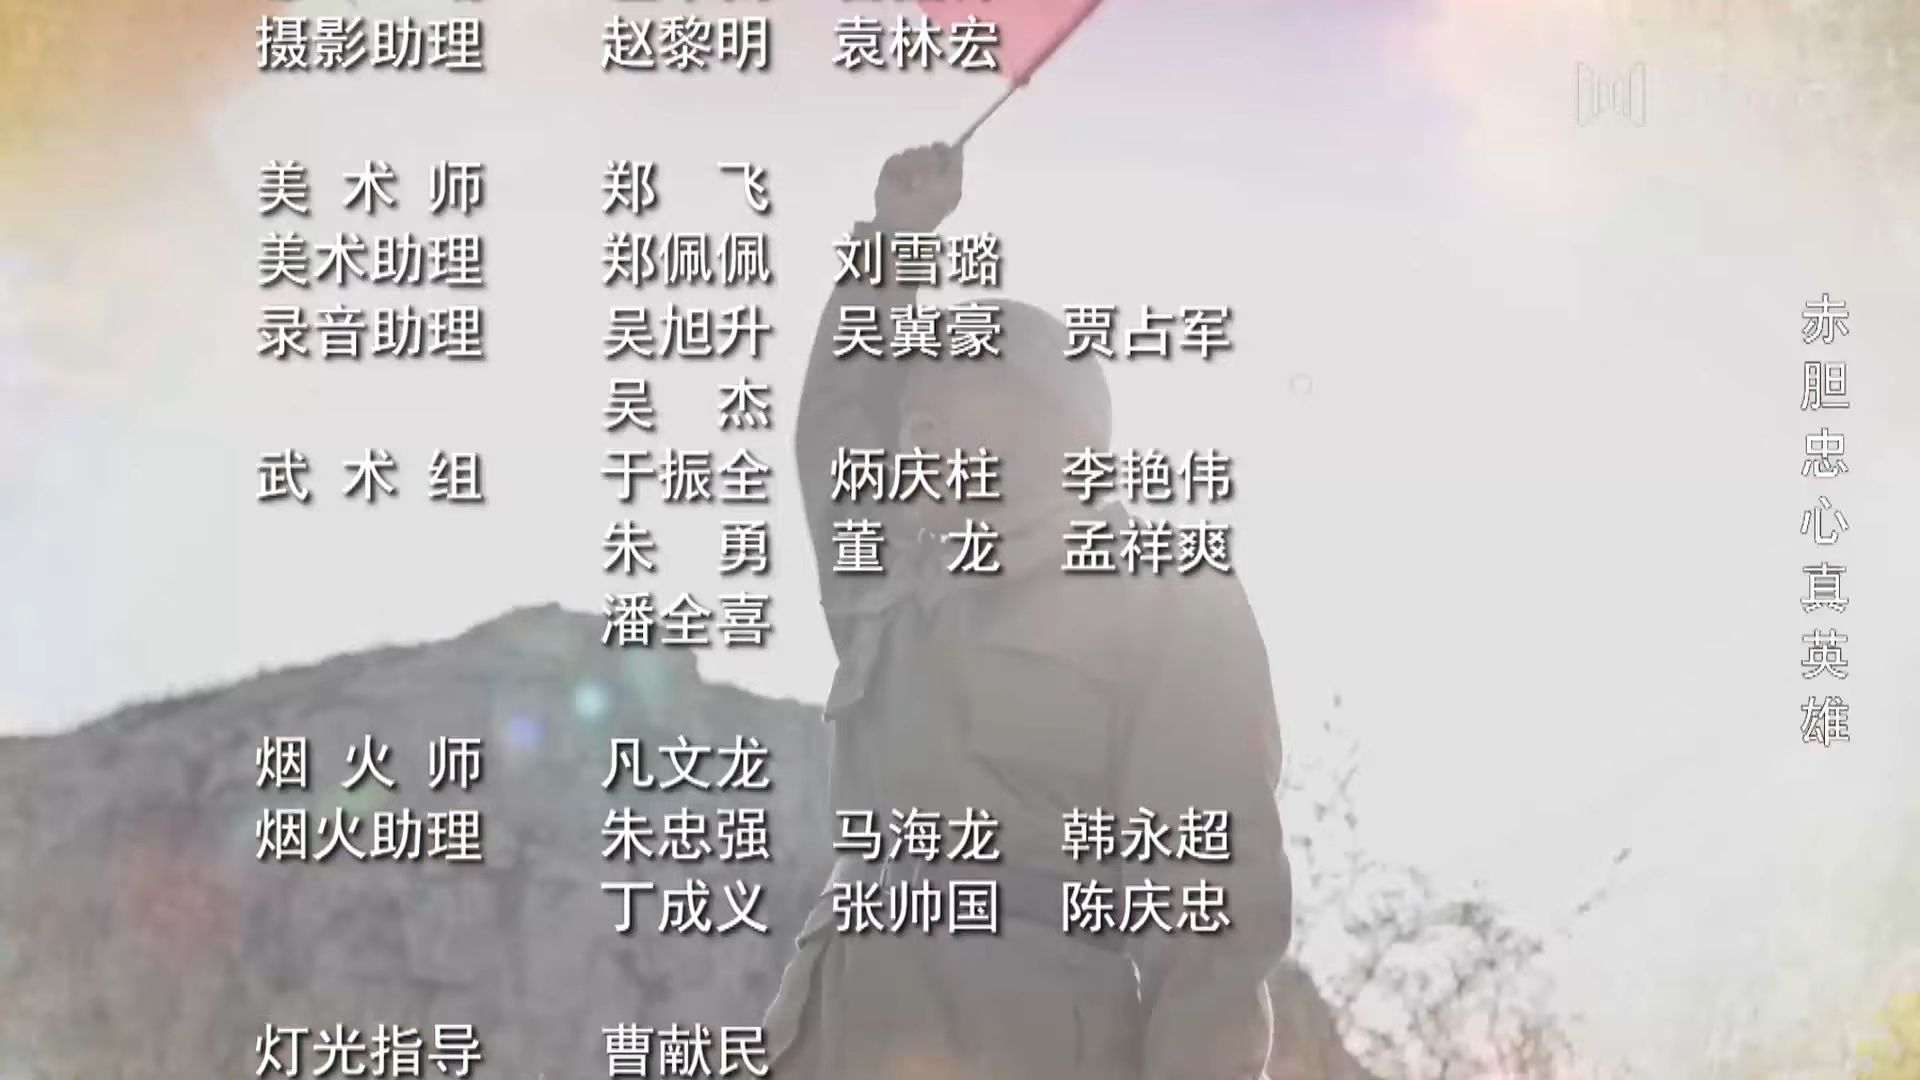 摄影助理 赵黎明 袁林宏
美术师 郑飞
美术助理 郑佩佩 刘雪璐
录音助理 吴旭升 吴冀豪 贾占军
吴杰
武术组 于振全 炳庆柱 李艳伟
朱勇 董龙 孟祥爽
潘全喜
烟火师 凡文龙
烟火助理 朱忠强 马海龙 韩永超
丁成义 张帅国 陈庆忠
灯光指导 曹献民
赤胆忠心真英雄